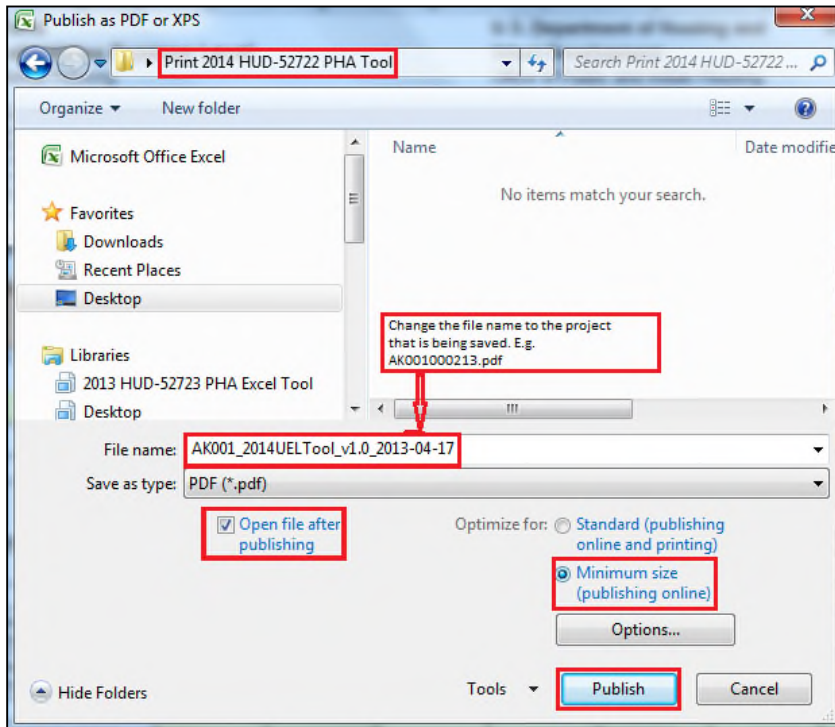 Publish as PDF or XPS
Print 2014 HUD-52722 PHA Tool
Search Print 2014 HUD-52722 ...
Organize
New folder
Microsoft Office Excel
Favorites
Downloads
Recent Places
Desktop
Libraries
2013 HUD-52723 PHA Excel Tool
Desktop
Name
Date modifie
No items match your search.
Change the file name to the project
that is being saved. E.g.
AK001000213.pdf
File name: AK001_2014UELTool_v1.0_2013-04-17
Save as type: PDF (*.pdf)
Open file after
publishing
Optimize for: Standard (publishing
online and printing)
Minimum size
(publishing online)
Options...
Hide Folders
Tools
Publish
Cancel